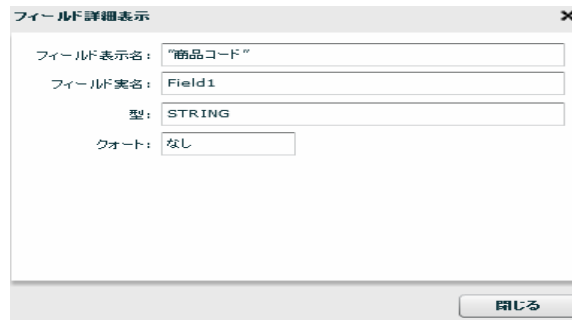 フィールド詳細表示
フィールド表示名： "商品コード"
フィールド実名： Field1
型： STRING
クォート： なし
閉じる